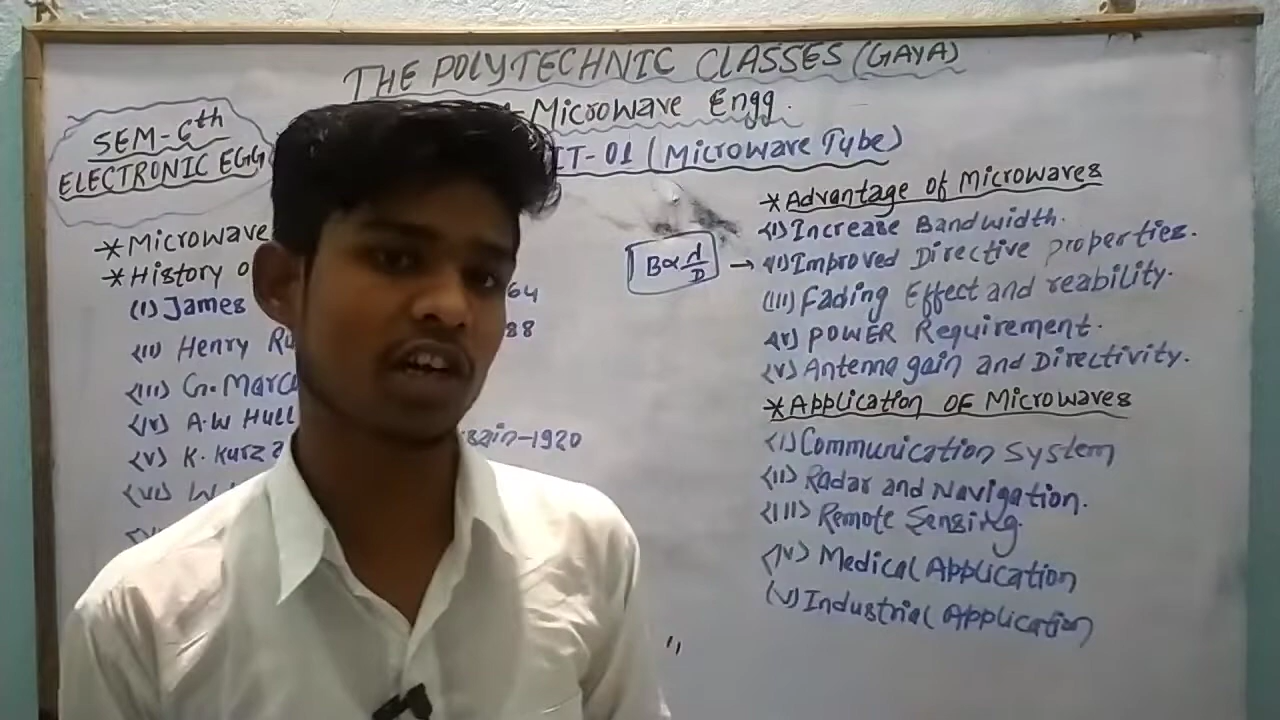 THE POLYTECHNIC CLASSES (GAYA)
Microwave Engg.
SEM-6th
ELECTRONIC EGG
IT-01 (Microwave Tube)
* Microwave
* History o
(I) James
64
(II) Henry Ru
88
(III) G. Marc
(IV) A.W Hull
(V) K. Kurz a
sain-1920
* Advantage of Microwaves
(I) Increase Bandwidth.
B∝ d/D → (II) Improved Directive properties.
(III) Fading Effect and reability.
(IV) POWER Requirement.
(V) Antenna gain and Directivity.
* Application OF Microwaves
(I) Communication System
(II) Radar and Navigation.
(III) Remote Sensing.
(IV) Medical Application
(V) Industrial Application